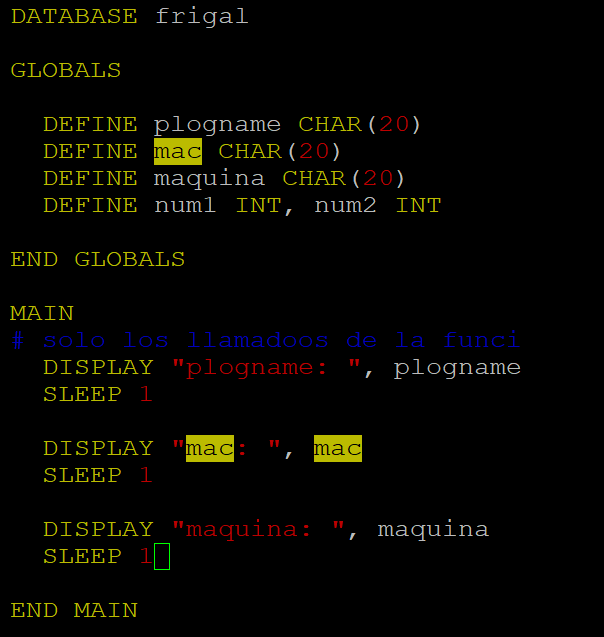 DATABASE frigal
GLOBALS
DEFINE plogname CHAR(20)
DEFINE mac CHAR(20)
DEFINE maquina CHAR(20)
DEFINE num1 INT, num2 INT
END GLOBALS
MAIN
# solo los llamadoos de la funci
DISPLAY "plogname: ", plogname
SLEEP 1
DISPLAY "mac: ", mac
SLEEP 1
DISPLAY "maquina: ", maquina
SLEEP 1
END MAIN